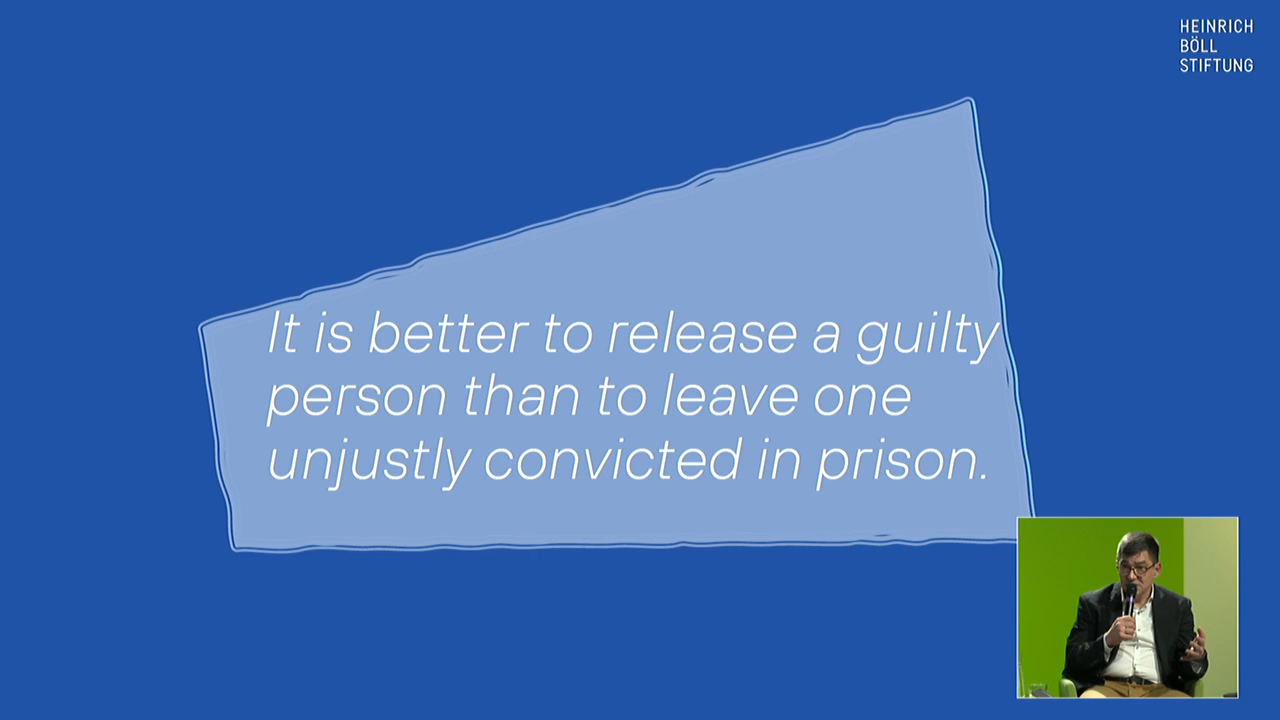 HEINRICH
BÖLL
STIFTUNG
It is better to release a guilty
person than to leave one
unjustly convicted in prison.